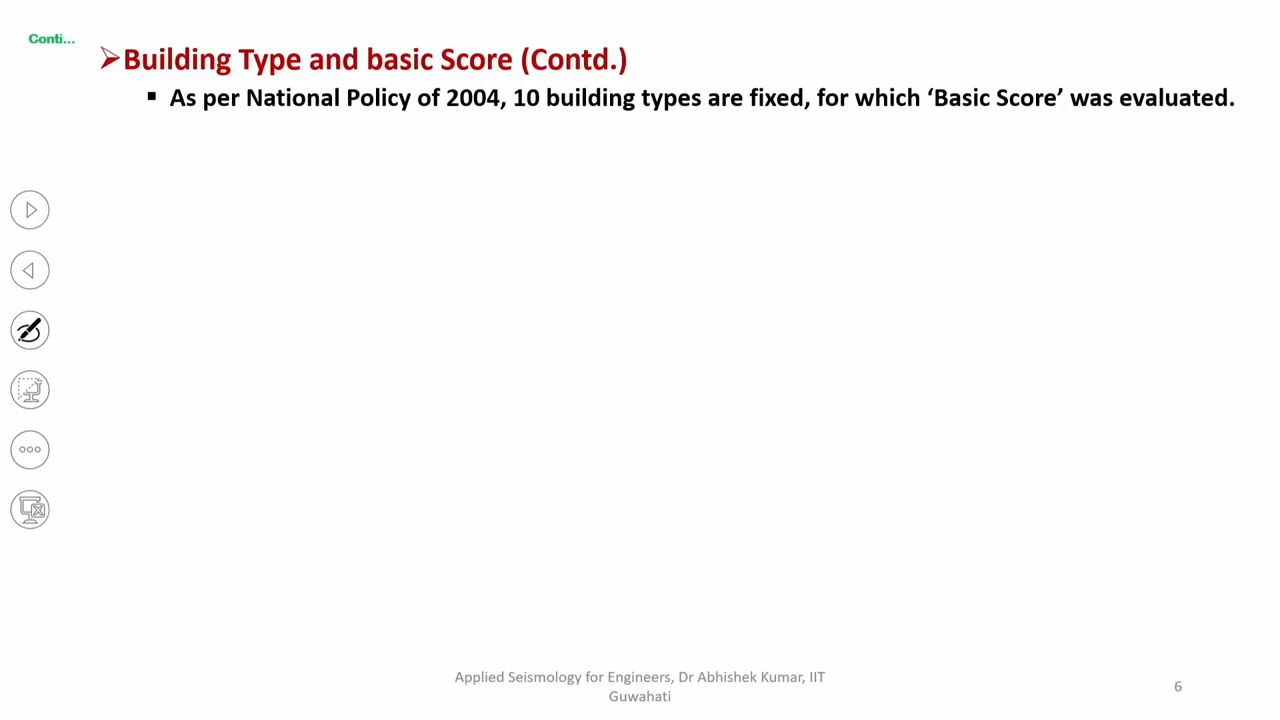 Conti...
➢Building Type and basic Score (Contd.)
▪ As per National Policy of 2004, 10 building types are fixed, for which ‘Basic Score’ was evaluated.
Applied Seismology for Engineers, Dr Abhishek Kumar, IIT
Guwahati
6